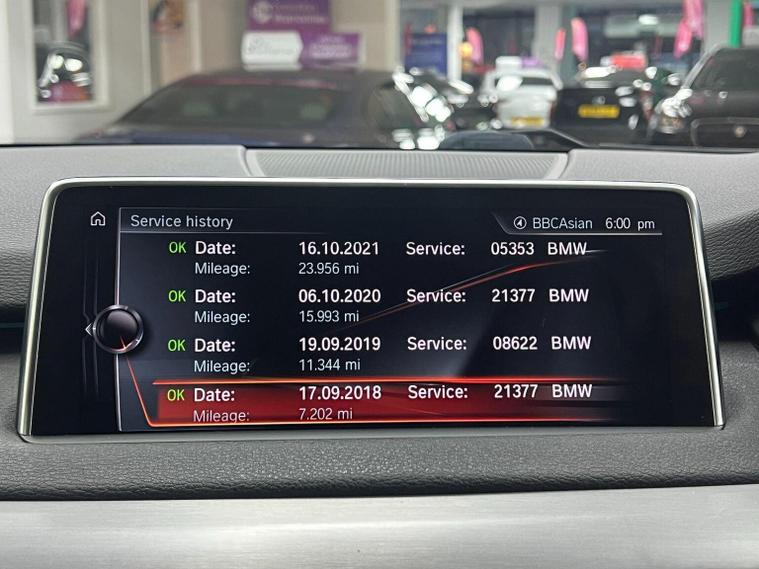 Service history
BBCAsian 6:00 pm
OK Date: 16.10.2021 Service: 05353 BMW
Mileage: 23.956 mi
OK Date: 06.10.2020 Service: 21377 BMW
Mileage: 15.993 mi
OK Date: 19.09.2019 Service: 08622 BMW
Mileage: 11.344 mi
OK Date: 17.09.2018 Service: 21377 BMW
Mileage: 7.202 mi